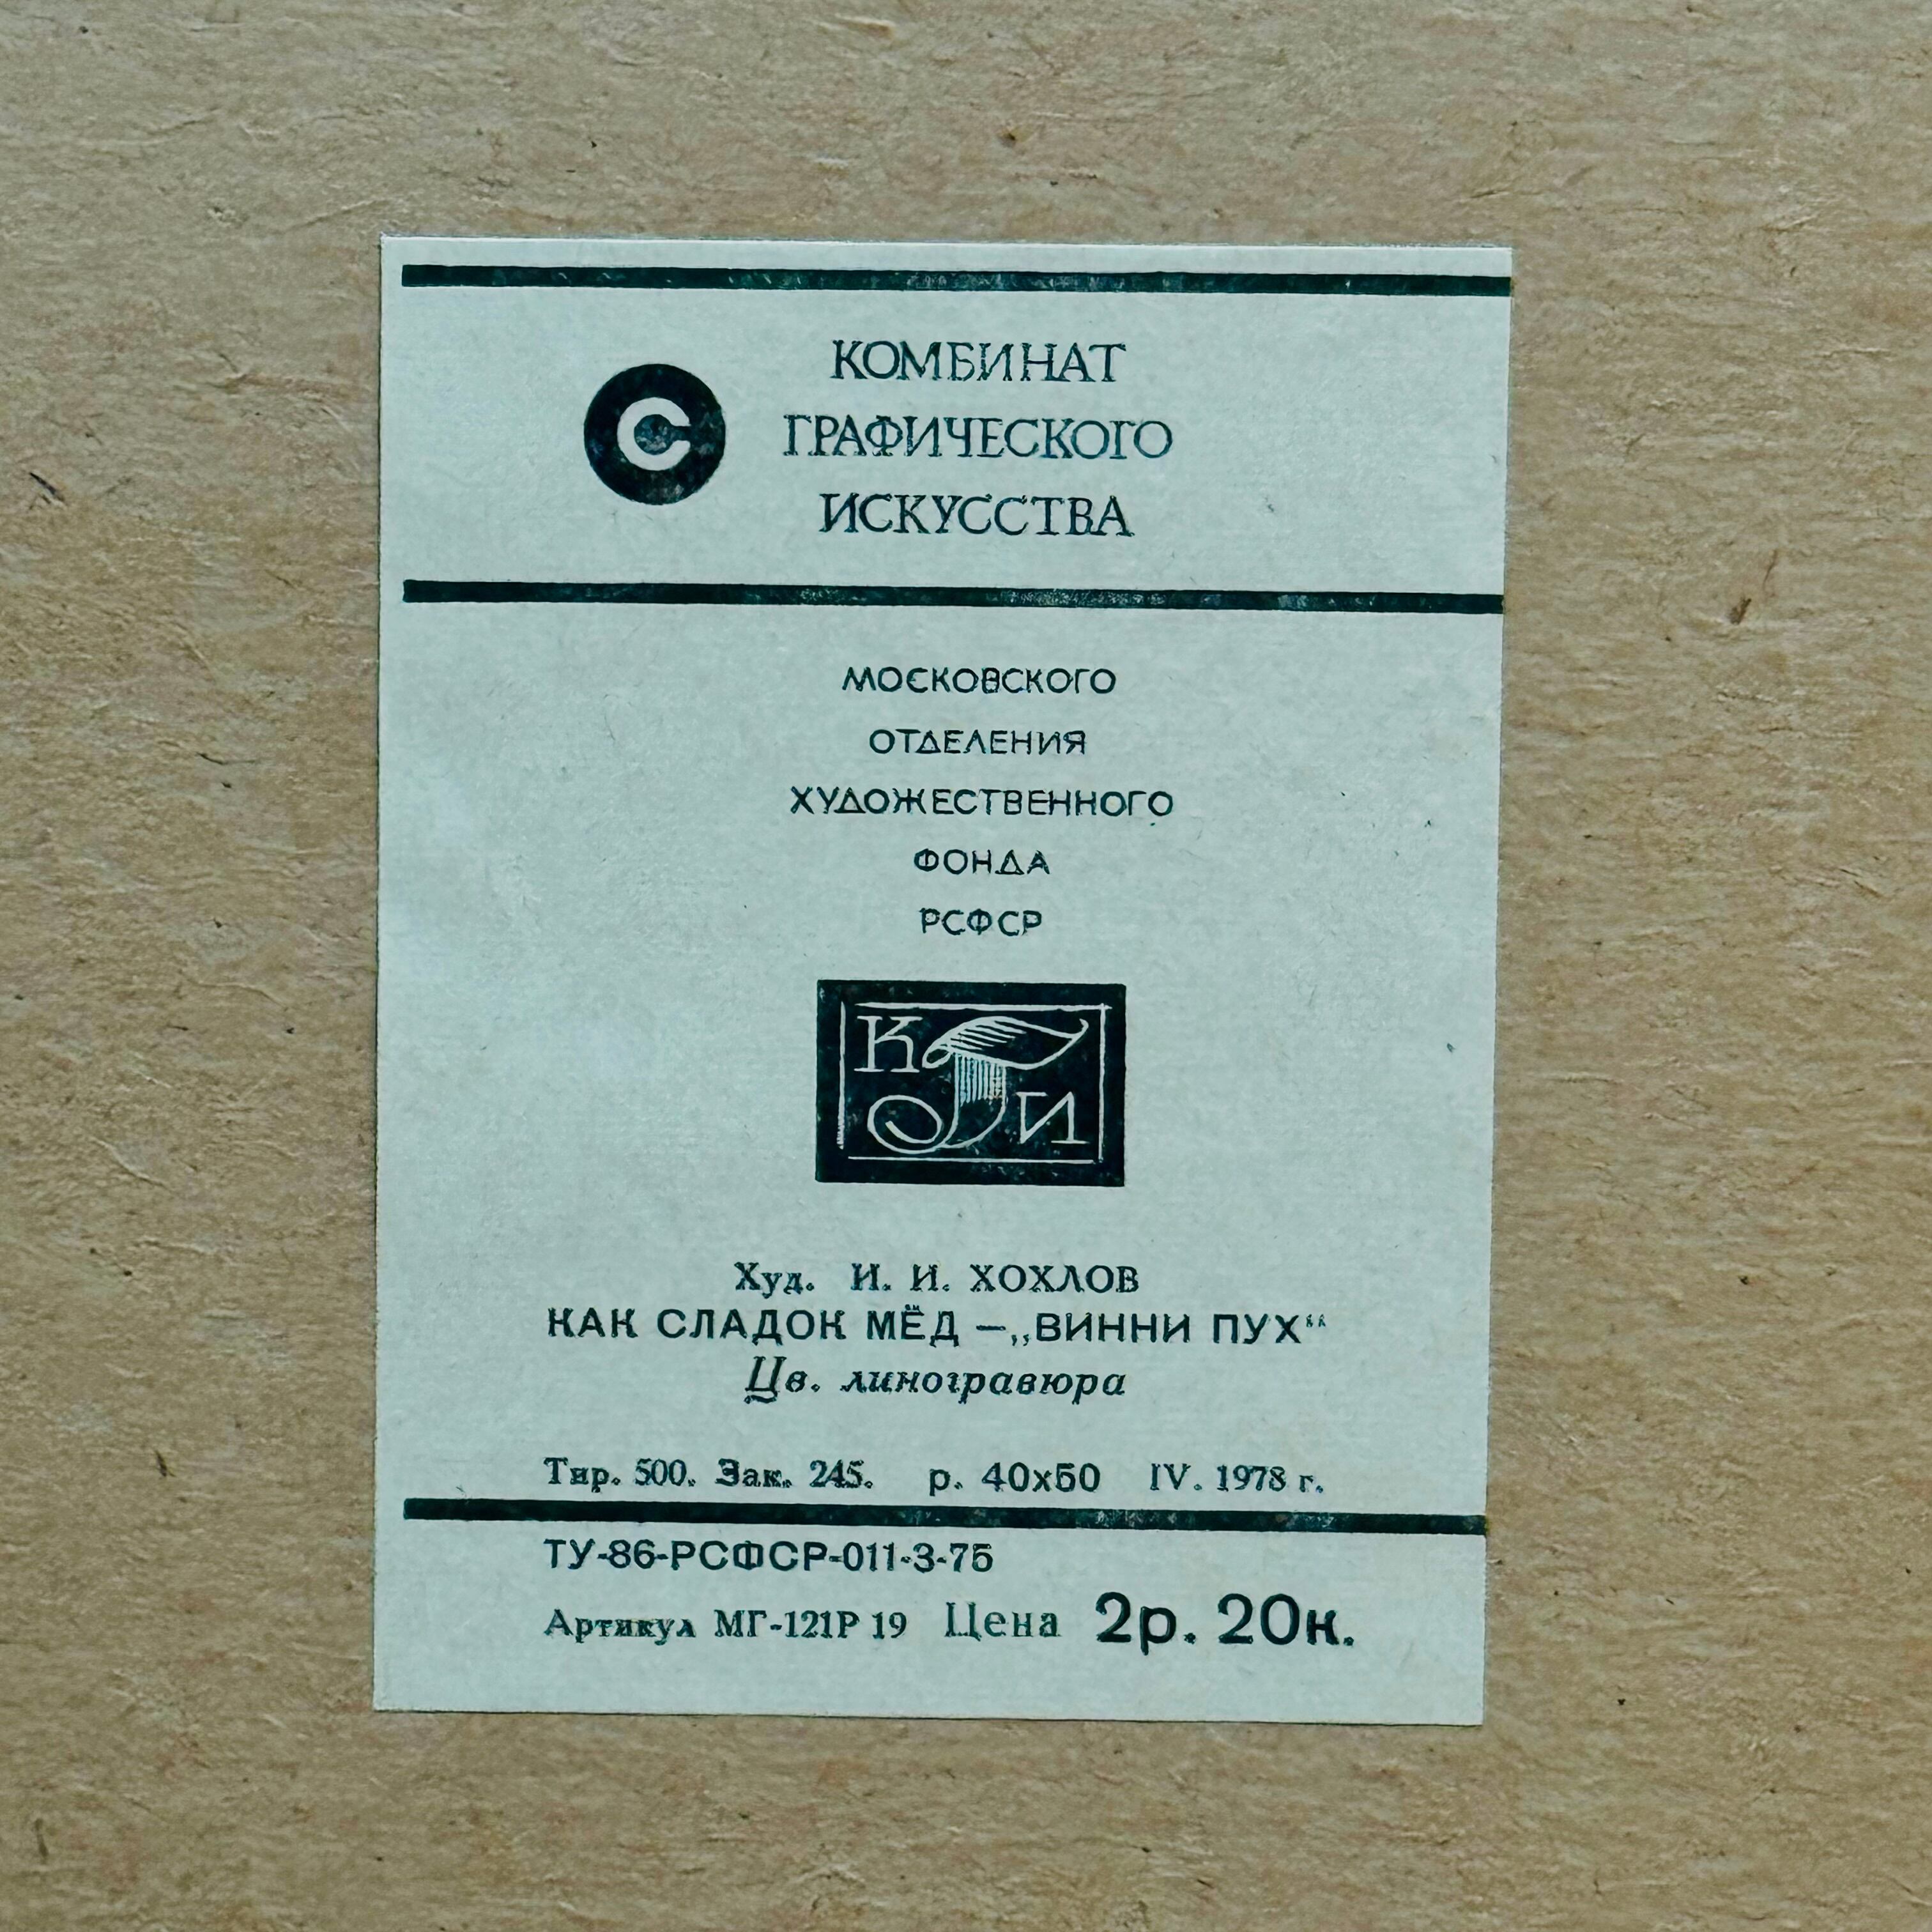 С
КОМБИНАТ
ГРАФИЧЕСКОГО
ИСКУССТВА
МОСКОВСКОГО
ОТДЕЛЕНИЯ
ХУДОЖЕСТВЕННОГО
ФОНДА
РСФСР
КГИ
Худ. И. И. ХОХЛОВ
КАК СЛАДОК МЁД –„ВИННИ ПУХ“
Цв. линогравюра
Тир. 500. Зак. 245. р. 40х50 IV. 1978 г.
ТУ-86-РСФСР-011-3-75
Артикул МГ-121Р 19 Цена 2р. 20к.